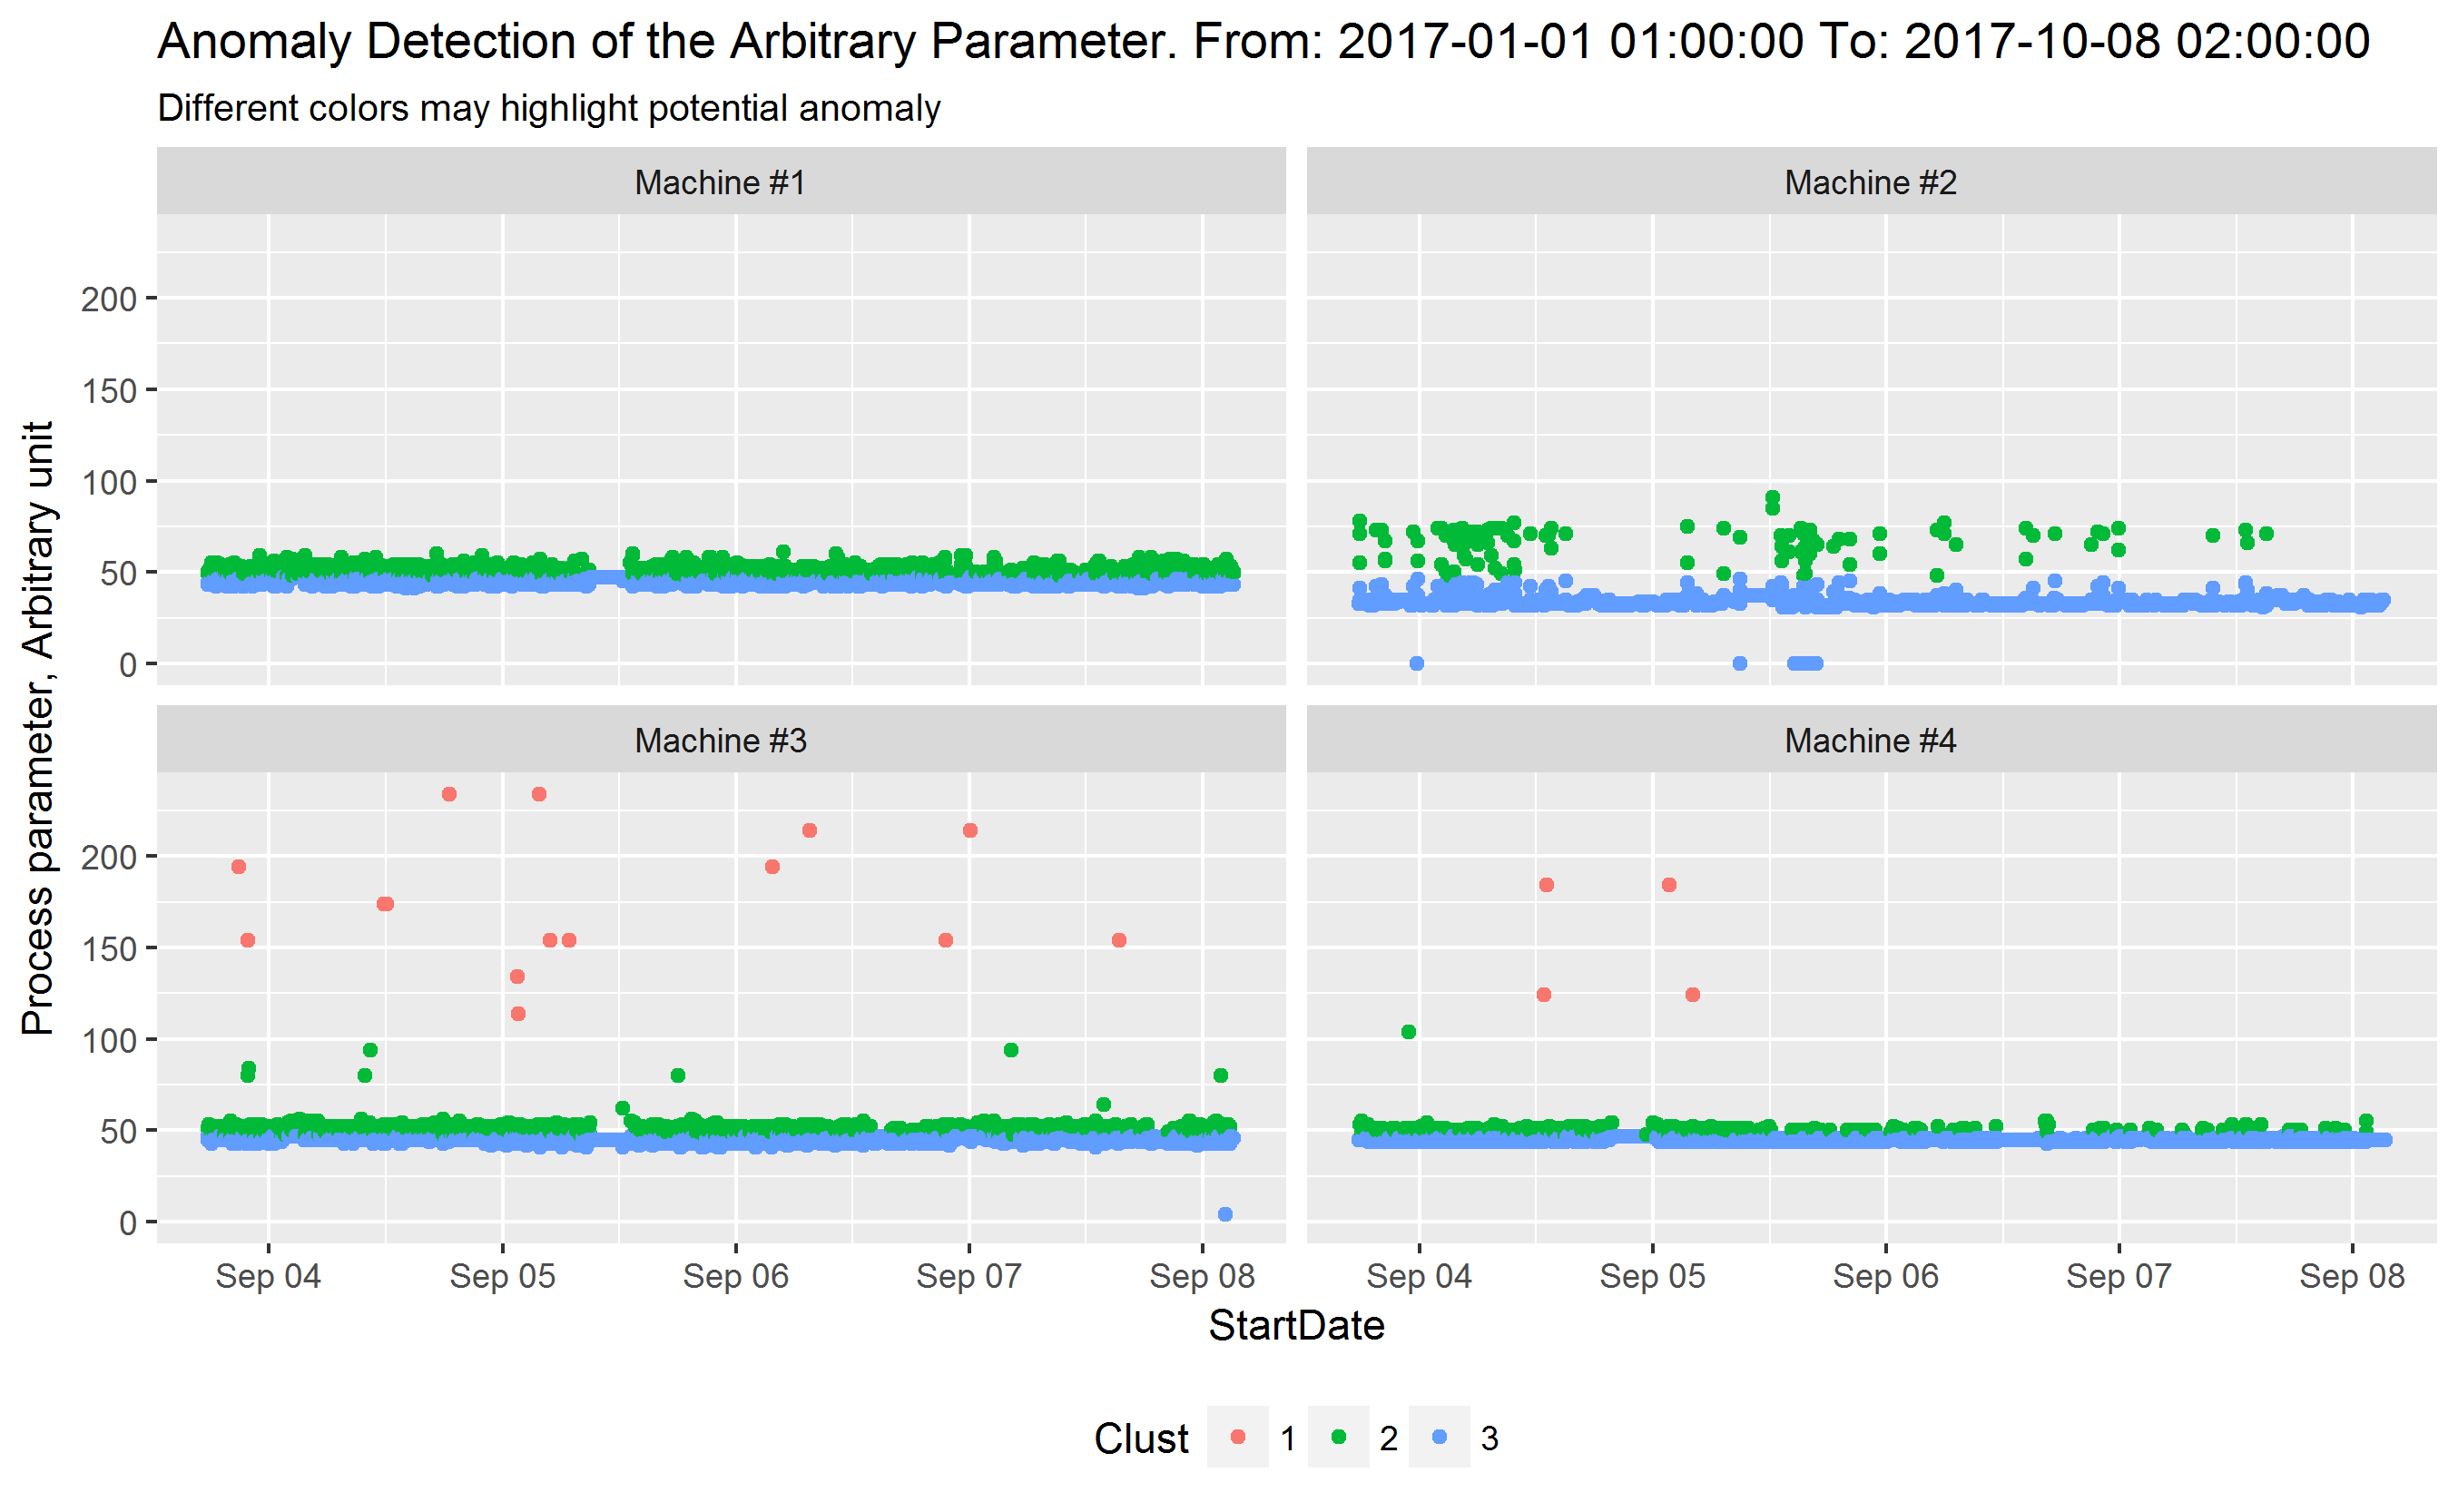 Anomaly Detection of the Arbitrary Parameter. From: 2017-01-01 01:00:00 To: 2017-10-08 02:00:00
Different colors may highlight potential anomaly
Machine #1
Machine #2
200
150
100
50
0
Machine #3
Machine #4
200
150
100
50
0
Process parameter, Arbitrary unit
Sep 04 Sep 05 Sep 06 Sep 07 Sep 08
Sep 04 Sep 05 Sep 06 Sep 07 Sep 08
StartDate
Clust 1 2 3